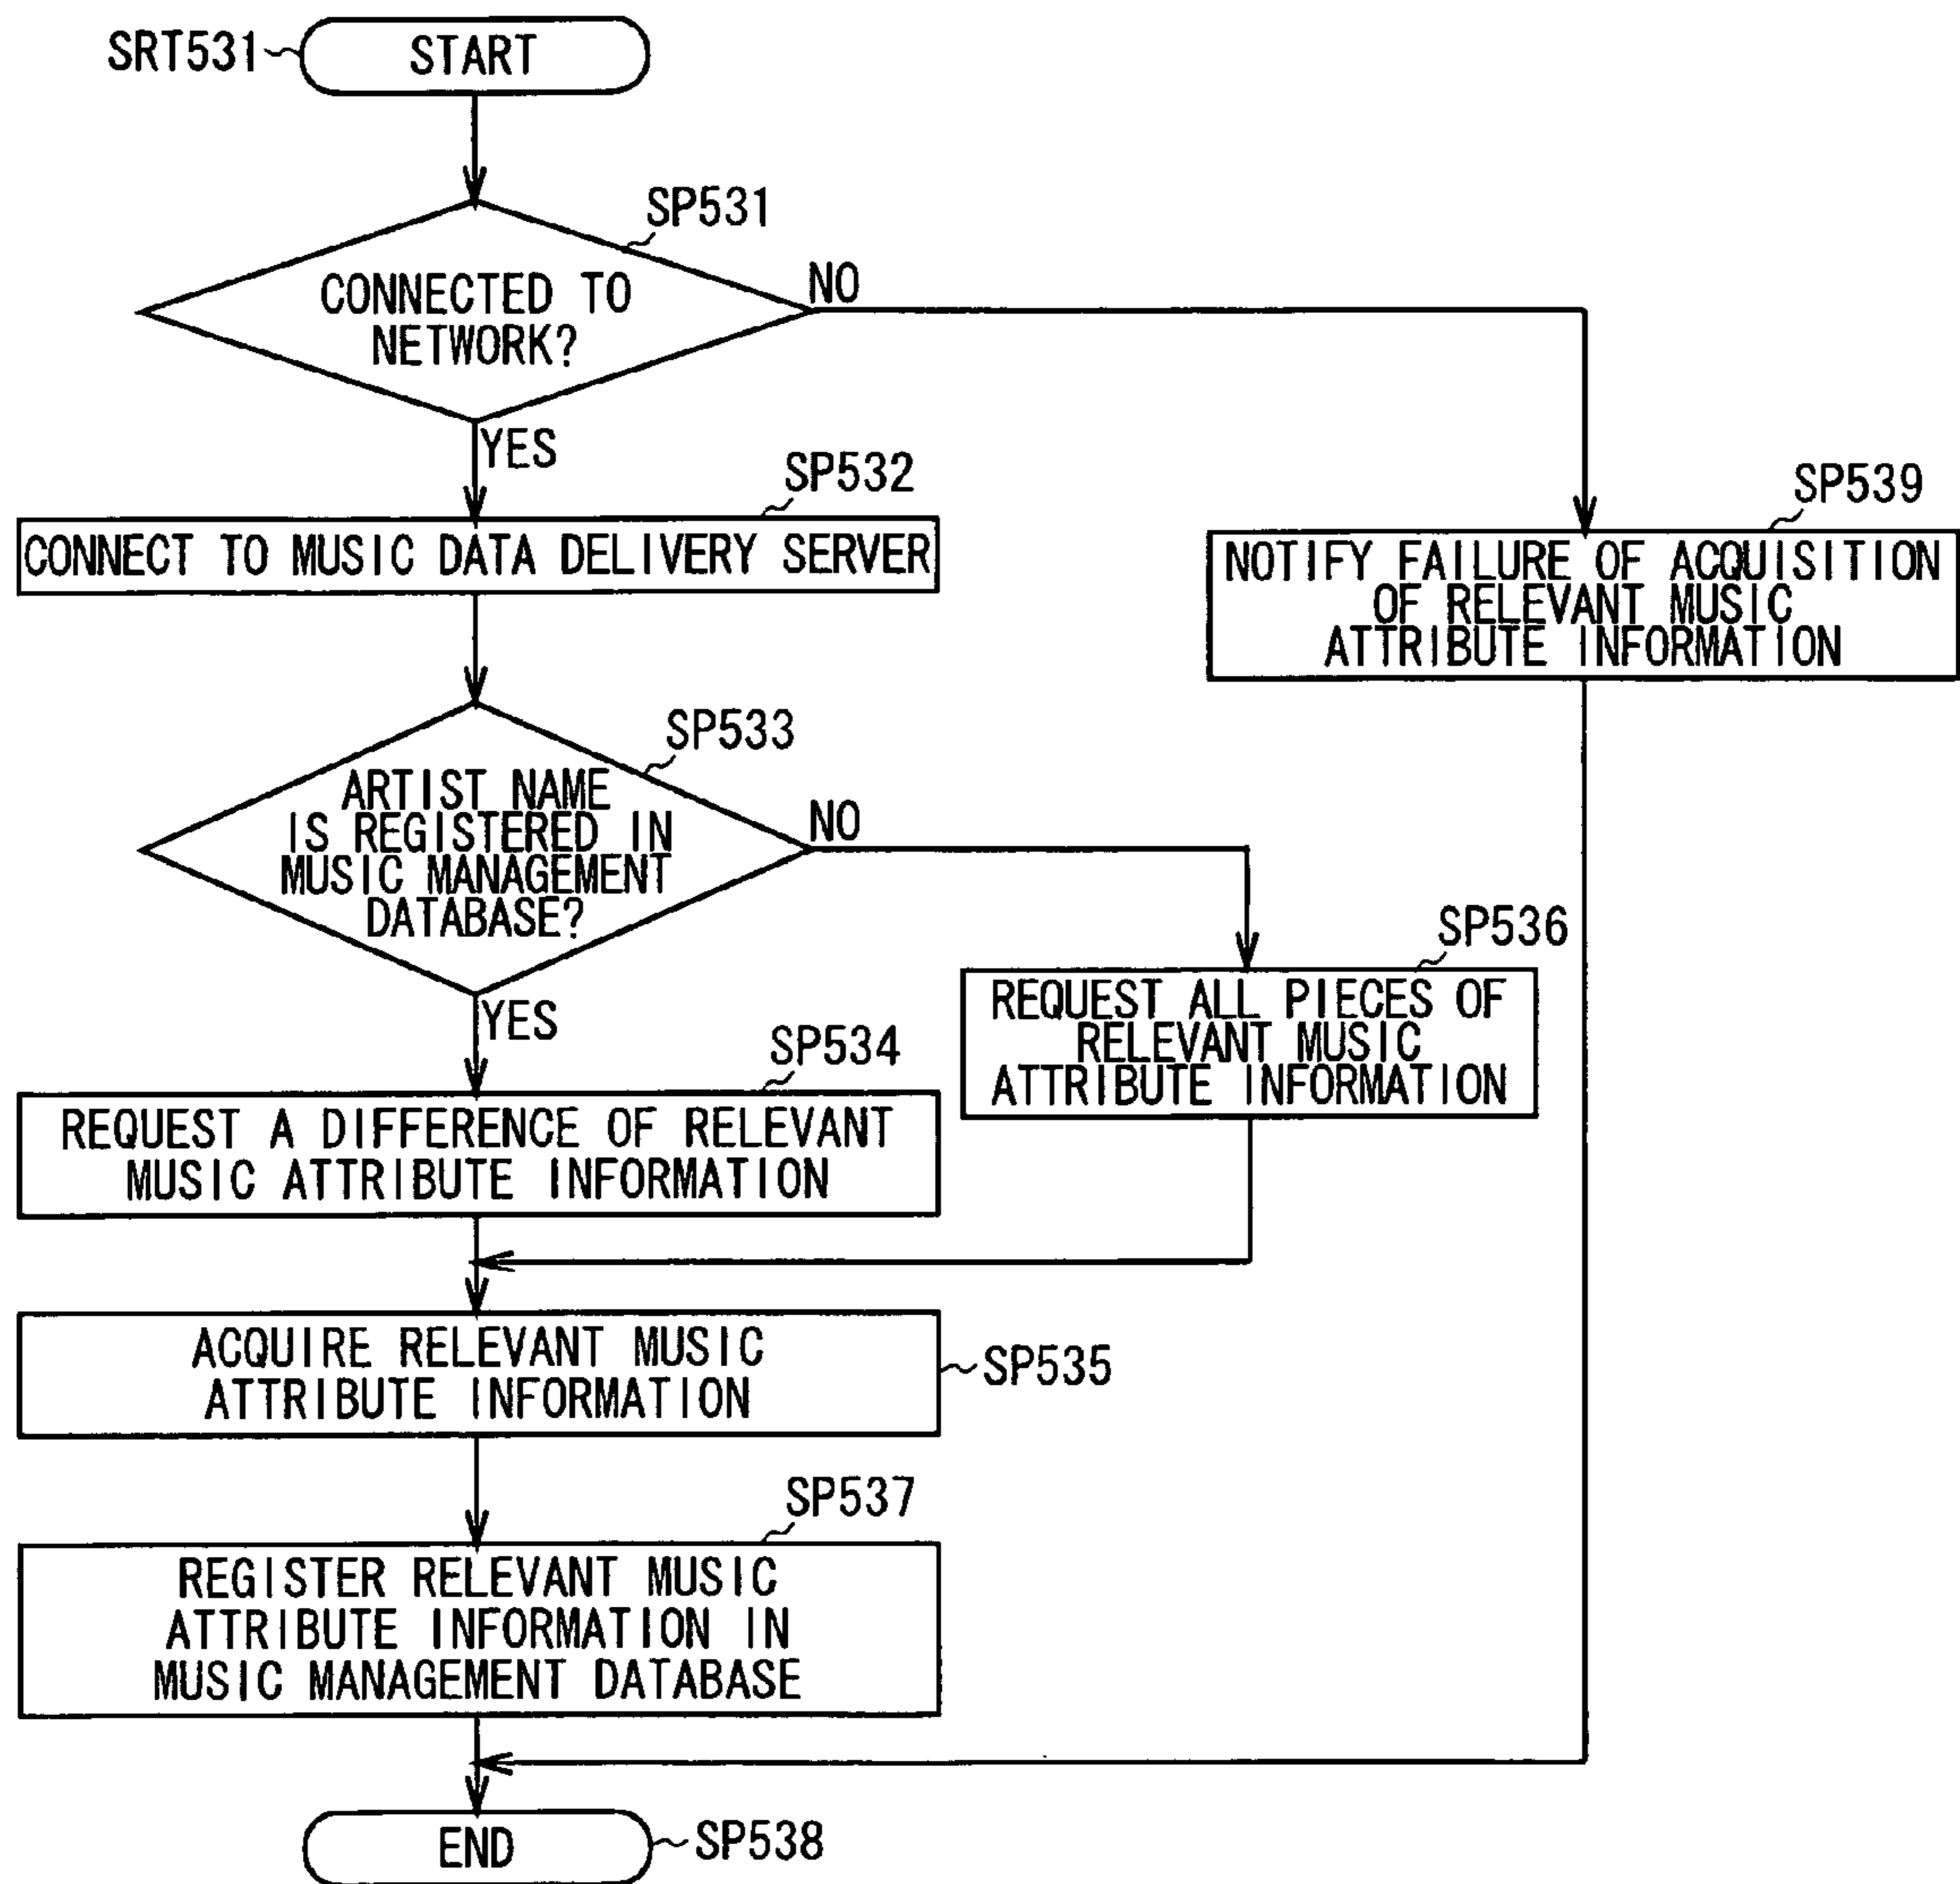 SRT531
START
SP531
CONNECTED TO
NETWORK?
NO
YES
SP532
CONNECT TO MUSIC DATA DELIVERY SERVER
SP539
NOTIFY FAILURE OF ACQUISITION
OF RELEVANT MUSIC
ATTRIBUTE INFORMATION
SP533
ARTIST NAME
IS REGISTERED IN
MUSIC MANAGEMENT
DATABASE?
NO
YES
SP536
REQUEST ALL PIECES OF
RELEVANT MUSIC
ATTRIBUTE INFORMATION
SP534
REQUEST A DIFFERENCE OF RELEVANT
MUSIC ATTRIBUTE INFORMATION
ACQUIRE RELEVANT MUSIC
ATTRIBUTE INFORMATION
SP535
SP537
REGISTER RELEVANT MUSIC
ATTRIBUTE INFORMATION IN
MUSIC MANAGEMENT DATABASE
END
SP538